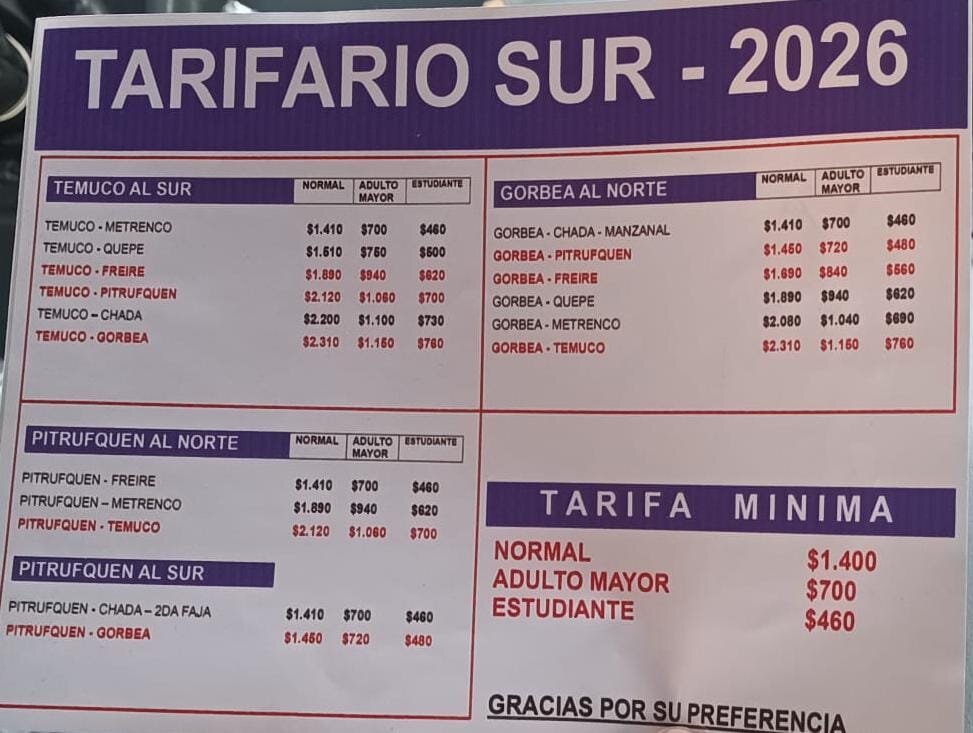 TARIFARIO SUR - 2026
TEMUCO AL SUR NORMAL ADULTO MAYOR ESTUDIANTE
TEMUCO - METRENCO $1.410 $700 $460
TEMUCO - QUEPE $1.510 $750 $500
TEMUCO - FREIRE $1.890 $940 $620
TEMUCO - PITRUFQUEN $2.120 $1.060 $700
TEMUCO – CHADA $2.200 $1.100 $730
TEMUCO - GORBEA $2.310 $1.150 $760
GORBEA AL NORTE NORMAL ADULTO MAYOR ESTUDIANTE
GORBEA - CHADA - MANZANAL $1.410 $700 $460
GORBEA - PITRUFQUEN $1.450 $720 $480
GORBEA - FREIRE $1.690 $840 $560
GORBEA - QUEPE $1.890 $940 $620
GORBEA - METRENCO $2.080 $1.040 $690
GORBEA - TEMUCO $2.310 $1.150 $760
PITRUFQUEN AL NORTE NORMAL ADULTO MAYOR ESTUDIANTE
PITRUFQUEN - FREIRE $1.410 $700 $460
PITRUFQUEN – METRENCO $1.890 $940 $620
PITRUFQUEN - TEMUCO $2.120 $1.060 $700
PITRUFQUEN AL SUR
PITRUFQUEN - CHADA – 2DA FAJA $1.410 $700 $460
PITRUFQUEN - GORBEA $1.450 $720 $480
TARIFA MINIMA
NORMAL $1.400
ADULTO MAYOR $700
ESTUDIANTE $460
GRACIAS POR SU PREFERENCIA